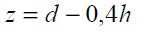 z = d – 0,4h